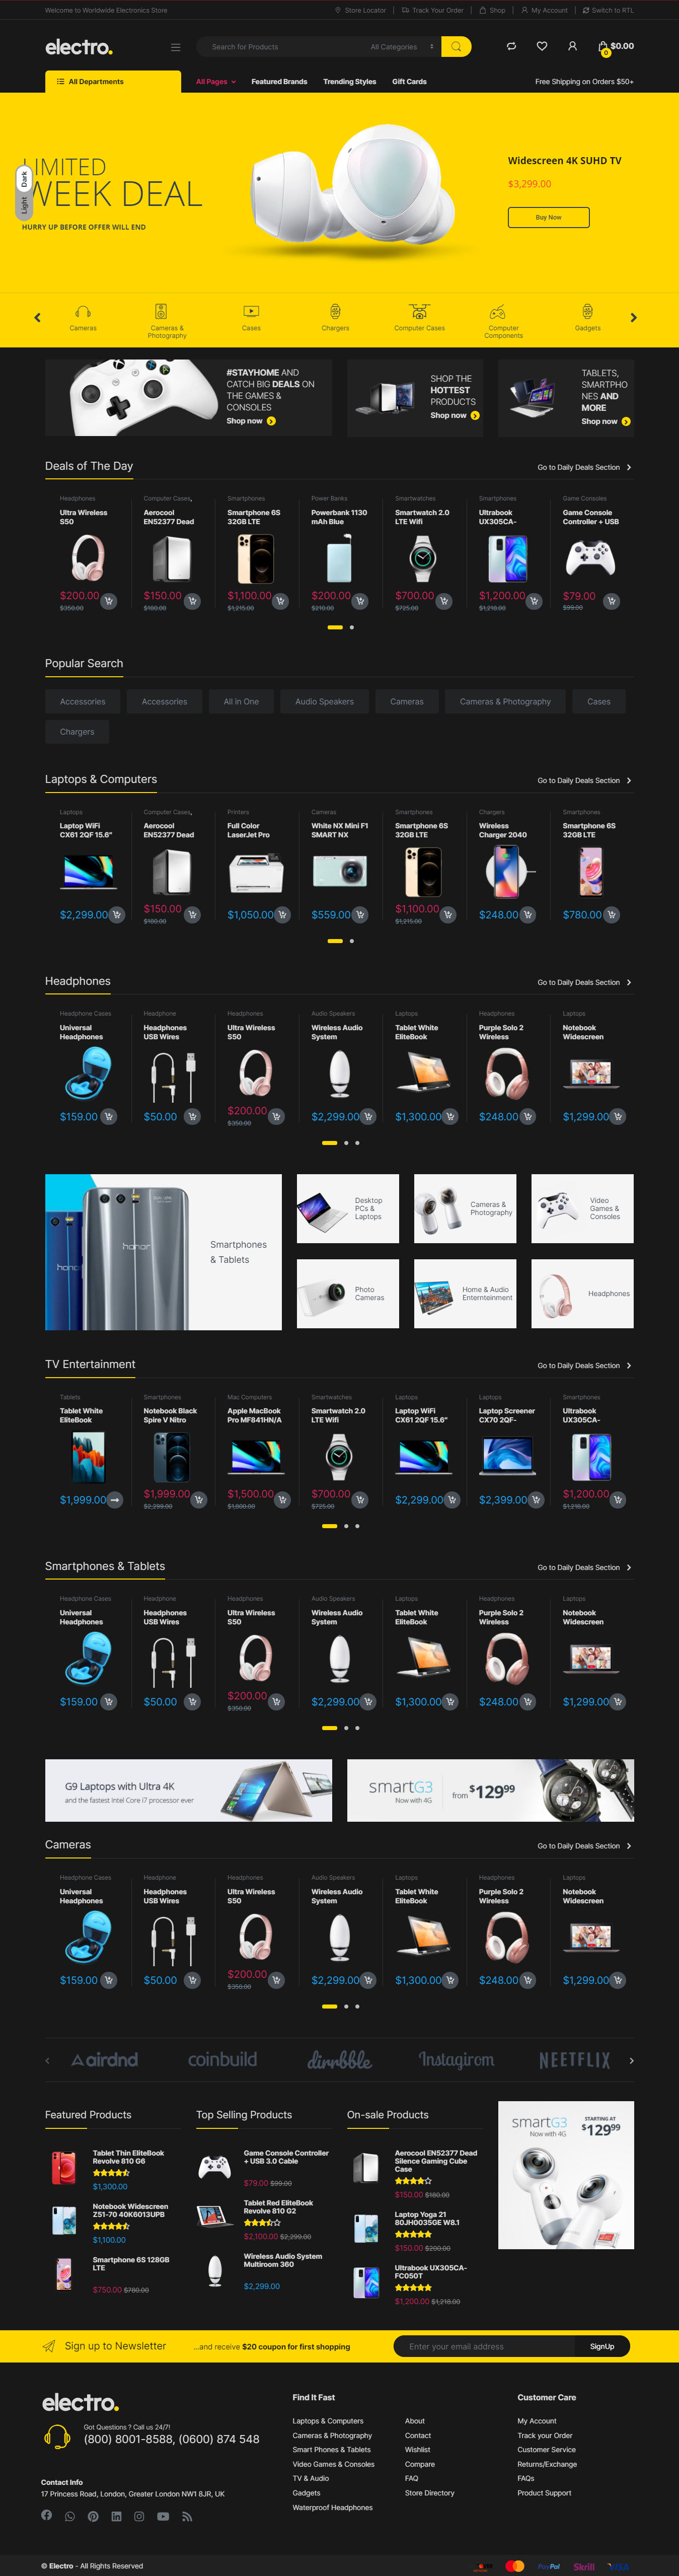 Welcome to Worldwide Electronics Store
Store Locator
Track Your Order
Shop
My Account
Switch to RTL
electro.
Search for Products
All Categories
0
$0.00
All Departments
All Pages
Featured Brands
Trending Styles
Gift Cards
Free Shipping on Orders $50+
LIMITED
WEEK DEAL
HURRY UP BEFORE OFFER WILL END
Dark
Light
Widescreen 4K SUHD TV
$3,299.00
Buy Now
Cameras
Cameras &
Photography
Cases
Chargers
Computer Cases
Computer
Components
Gadgets
#STAYHOME AND
CATCH BIG DEALS ON
THE GAMES &
CONSOLES
Shop now
SHOP THE
HOTTEST
PRODUCTS
Shop now
TABLETS,
SMARTPHO
NES AND
MORE
Shop now
Deals of The Day
Go to Daily Deals Section
Headphones
Ultra Wireless
S50
$200.00
$350.00
Computer Cases,
Aerocool
EN52377 Dead
$150.00
$180.00
Smartphones
Smartphone 6S
32GB LTE
$1,100.00
$1,215.00
Power Banks
Powerbank 1130
mAh Blue
$200.00
$210.00
Smartwatches
Smartwatch 2.0
LTE Wifi
$700.00
$725.00
Smartphones
Ultrabook
UX305CA-
$1,200.00
$1,218.00
Game Consoles
Game Console
Controller + USB
$79.00
$99.00
Popular Search
Accessories
Accessories
All in One
Audio Speakers
Cameras
Cameras & Photography
Cases
Chargers
Laptops & Computers
Go to Daily Deals Section
Laptops
Laptop WiFi
CX61 2QF 15.6"
$2,299.00
Computer Cases,
Aerocool
EN52377 Dead
$150.00
$180.00
Printers
Full Color
LaserJet Pro
$1,050.00
Cameras
White NX Mini F1
SMART NX
$559.00
Smartphones
Smartphone 6S
32GB LTE
$1,100.00
$1,215.00
Chargers
Wireless
Charger 2040
$248.00
Smartphones
Smartphone 6S
32GB LTE
$780.00
Headphones
Go to Daily Deals Section
Headphone Cases
Universal
Headphones
$159.00
Headphone
Headphones
USB Wires
$50.00
Headphones
Ultra Wireless
S50
$200.00
$350.00
Audio Speakers
Wireless Audio
System
$2,299.00
Laptops
Tablet White
EliteBook
$1,300.00
Headphones
Purple Solo 2
Wireless
$248.00
Laptops
Notebook
Widescreen
$1,299.00
honor
honor
Smartphones
& Tablets
Desktop
PCs &
Laptops
Cameras &
Photography
Video
Games &
Consoles
Photo
Cameras
Home & Audio
Enternteinment
Headphones
TV Entertainment
Go to Daily Deals Section
Tablets
Tablet White
EliteBook
$1,999.00
Smartphones
Notebook Black
Spire V Nitro
$1,999.00
$2,299.00
Mac Computers
Apple MacBook
Pro MF841HN/A
$1,500.00
$1,800.00
Smartwatches
Smartwatch 2.0
LTE Wifi
$700.00
$725.00
Laptops
Laptop WiFi
CX61 2QF 15.6"
$2,299.00
Laptops
Laptop Screener
CX70 2QF-
$2,399.00
Smartphones
Ultrabook
UX305CA-
$1,200.00
$1,218.00
Smartphones & Tablets
Go to Daily Deals Section
Headphone Cases
Universal
Headphones
$159.00
Headphone
Headphones
USB Wires
$50.00
Headphones
Ultra Wireless
S50
$200.00
$350.00
Audio Speakers
Wireless Audio
System
$2,299.00
Laptops
Tablet White
EliteBook
$1,300.00
Headphones
Purple Solo 2
Wireless
$248.00
Laptops
Notebook
Widescreen
$1,299.00
G9 Laptops with Ultra 4K
and the fastest Intel Core i7 processor ever
smartG3
Now with 4G
from $129 99
Cameras
Go to Daily Deals Section
Headphone Cases
Universal
Headphones
$159.00
Headphone
Headphones
USB Wires
$50.00
Headphones
Ultra Wireless
S50
$200.00
$350.00
Audio Speakers
Wireless Audio
System
$2,299.00
Laptops
Tablet White
EliteBook
$1,300.00
Headphones
Purple Solo 2
Wireless
$248.00
Laptops
Notebook
Widescreen
$1,299.00
airdnd
coinbuild
dirrbble
Instagirom
NEETFLIX
Featured Products
Tablet Thin EliteBook
Revolve 810 G6
$1,300.00
Notebook Widescreen
Z51-70 40K6013UPB
$1,100.00
Smartphone 6S 128GB
LTE
$750.00 $780.00
Top Selling Products
Game Console Controller
+ USB 3.0 Cable
$79.00 $99.00
Tablet Red EliteBook
Revolve 810 G2
$2,100.00 $2,299.00
Wireless Audio System
Multiroom 360
$2,299.00
On-sale Products
Aerocool EN52377 Dead
Silence Gaming Cube
Case
$150.00 $180.00
Laptop Yoga 21
80JH0035GE W8.1
$150.00 $200.00
Ultrabook UX305CA-
FC050T
$1,200.00 $1,218.00
smartG3
Now with 4G
STARTING AT
$129 99
Sign up to Newsletter
...and receive $20 coupon for first shopping
Enter your email address
SignUp
electro.
Got Questions ? Call us 24/7!
(800) 8001-8588, (0600) 874 548
Contact Info
17 Princess Road, London, Greater London NW1 8JR, UK
Find It Fast
Laptops & Computers
Cameras & Photography
Smart Phones & Tablets
Video Games & Consoles
TV & Audio
Gadgets
Waterproof Headphones
About
Contact
Wishlist
Compare
FAQ
Store Directory
Customer Care
My Account
Track your Order
Customer Service
Returns/Exchange
FAQs
Product Support
© Electro - All Rights Reserved
PayPal
Skrill
VISA